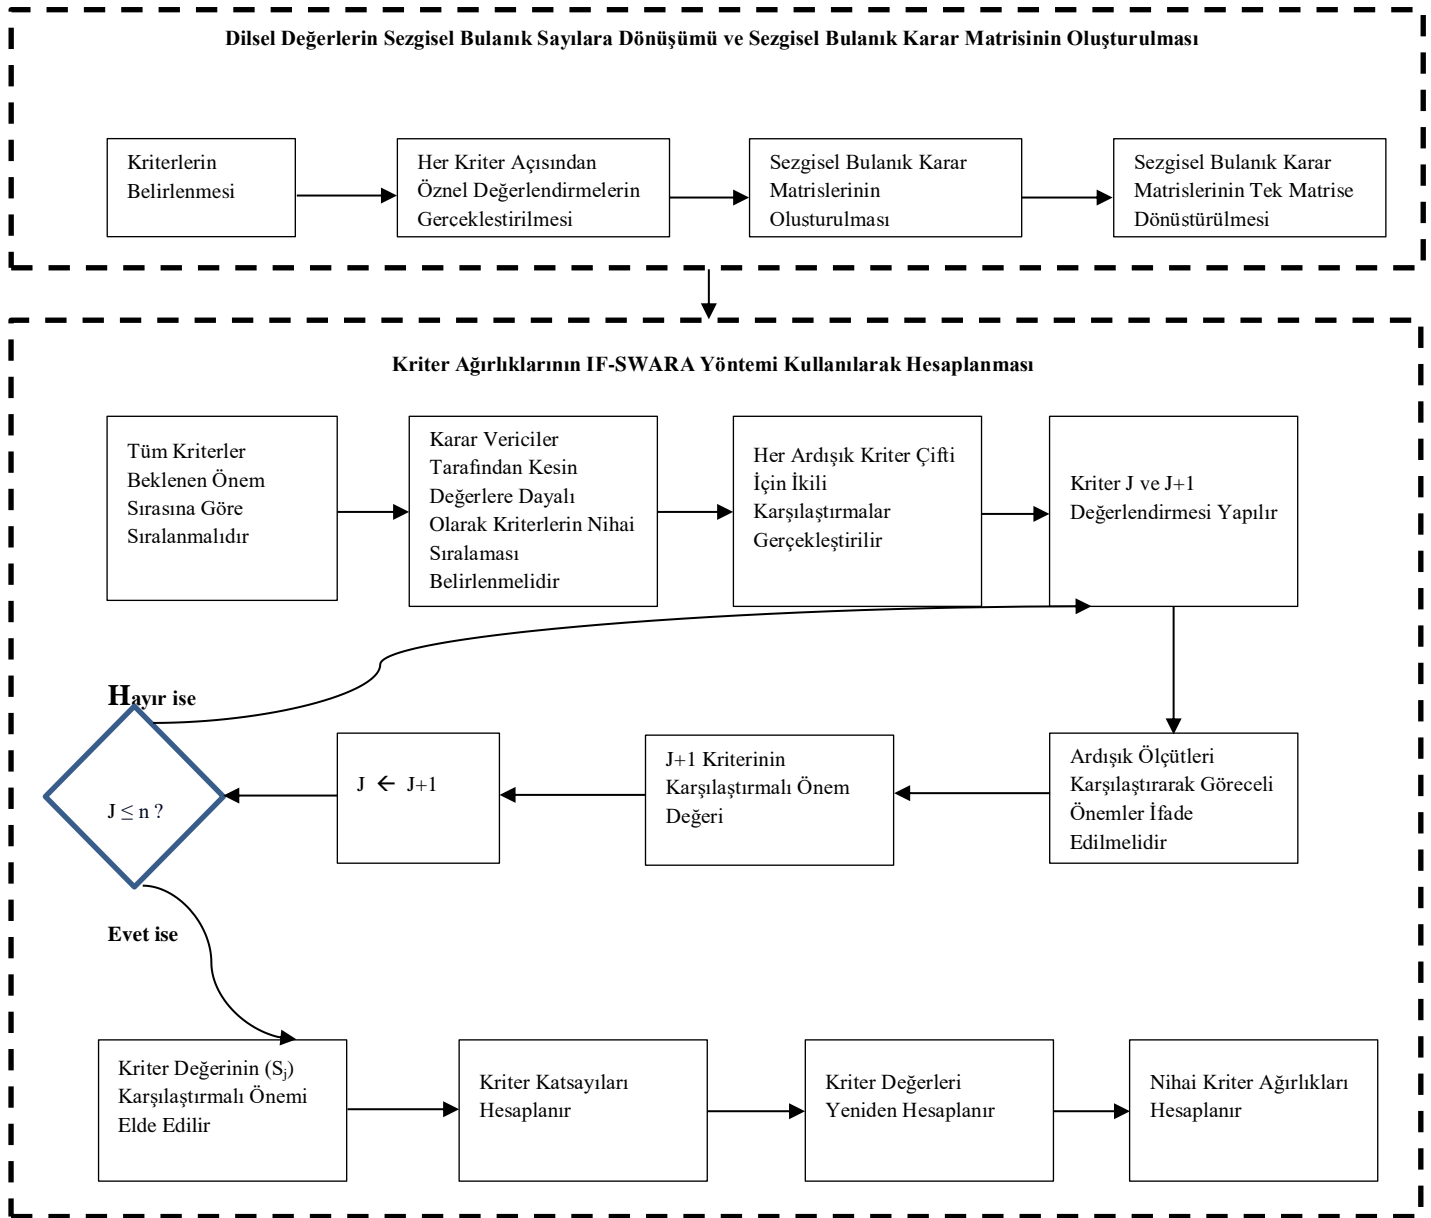 Dilsel Değerlerin Sezgisel Bulanık Sayılara Dönüşümü ve Sezgisel Bulanık Karar Matrisinin Oluşturulması
Kriterlerin
Belirlenmesi
Her Kriter Açısından
Öznel Değerlendirmelerin
Gerceklestirilmesi
Sezgisel Bulanık Karar
Matrislerinin
Olusturulması
Sezgisel Bulanık Karar
Matrislerinin Tek Matrise
Dönüstürülmesi
Kriter Ağırlıklarının IF-SWARA Yöntemi Kullanılarak Hesaplanması
Tüm Kriterler
Beklenen Önem
Sırasına Göre
Sıralanmalıdır
Karar Vericiler
Tarafından Kesin
Değerlere Dayalı
Olarak Kriterlerin Nihai
Sıralaması
Belirlenmelidir
Her Ardışık Kriter Çifti
İçin İkili
Karşılaştırmalar
Gerçekleştirilir
Kriter J ve J+1
Değerlendirmesi Yapılır
Hayır ise
J ≤ n ?
J ← J+1
J+1 Kriterinin
Karşılaştırmalı Önem
Değeri
Ardışık Ölçütleri
Karşılaştırarak Göreceli
Önemler İfade
Edilmelidir
Evet ise
Kriter Değerinin (Sj)
Karşılaştırmalı Önemi
Elde Edilir
Kriter Katsayıları
Hesaplanır
Kriter Değerleri
Yeniden Hesaplanır
Nihai Kriter Ağırlıkları
Hesaplanır